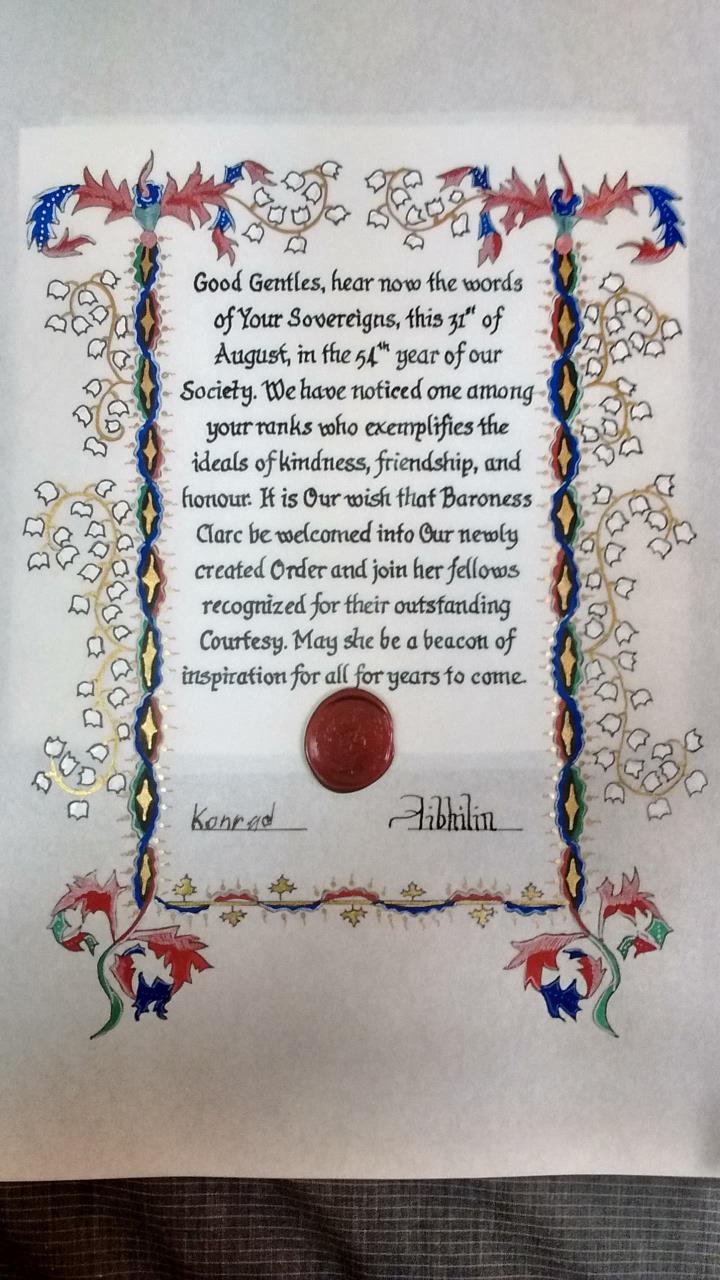 Good Gentles, hear now the words
of Your Sovereigns, this 31st of
August, in the 54th year of our
Society. We have noticed one among
your ranks who exemplifies the
ideals of kindness, friendship, and
honour. It is Our wish that Baroness
Clarc be welcomed into Our newly
created Order and join her fellows
recognized for their outstanding
Courtesy. May she be a beacon of
inspiration for all for years to come.
Konrad Aibhilin